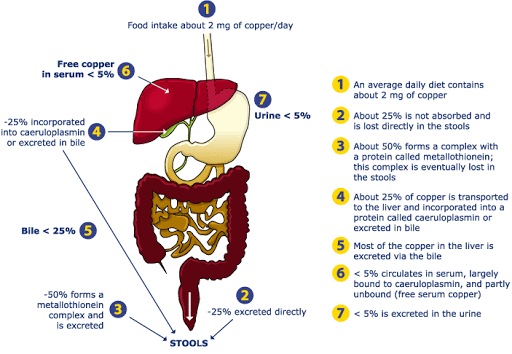 1
Food intake about 2 mg of copper/day
Free copper
in serum < 5%
6
7
Urine < 5%
-25% incorporated
into caeruloplasmin
or excreted in bile
4
Bile < 25%
5
-50% forms a
metallothionein
complex and
is excreted
3
2
-25% excreted directly
STOOLS
1 An average daily diet contains
about 2 mg of copper
2 About 25% is not absorbed and
is lost directly in the stools
3 About 50% forms a complex with
a protein called metallothionein;
this complex is eventually lost in
the stools
4 About 25% of copper is transported
to the liver and incorporated into a
protein called caeruloplasmin or
excreted in bile
5 Most of the copper in the liver is
excreted via the bile
6 < 5% circulates in serum, largely
bound to caeruloplasmin, and partly
unbound (free serum copper)
7 < 5% is excreted in the urine